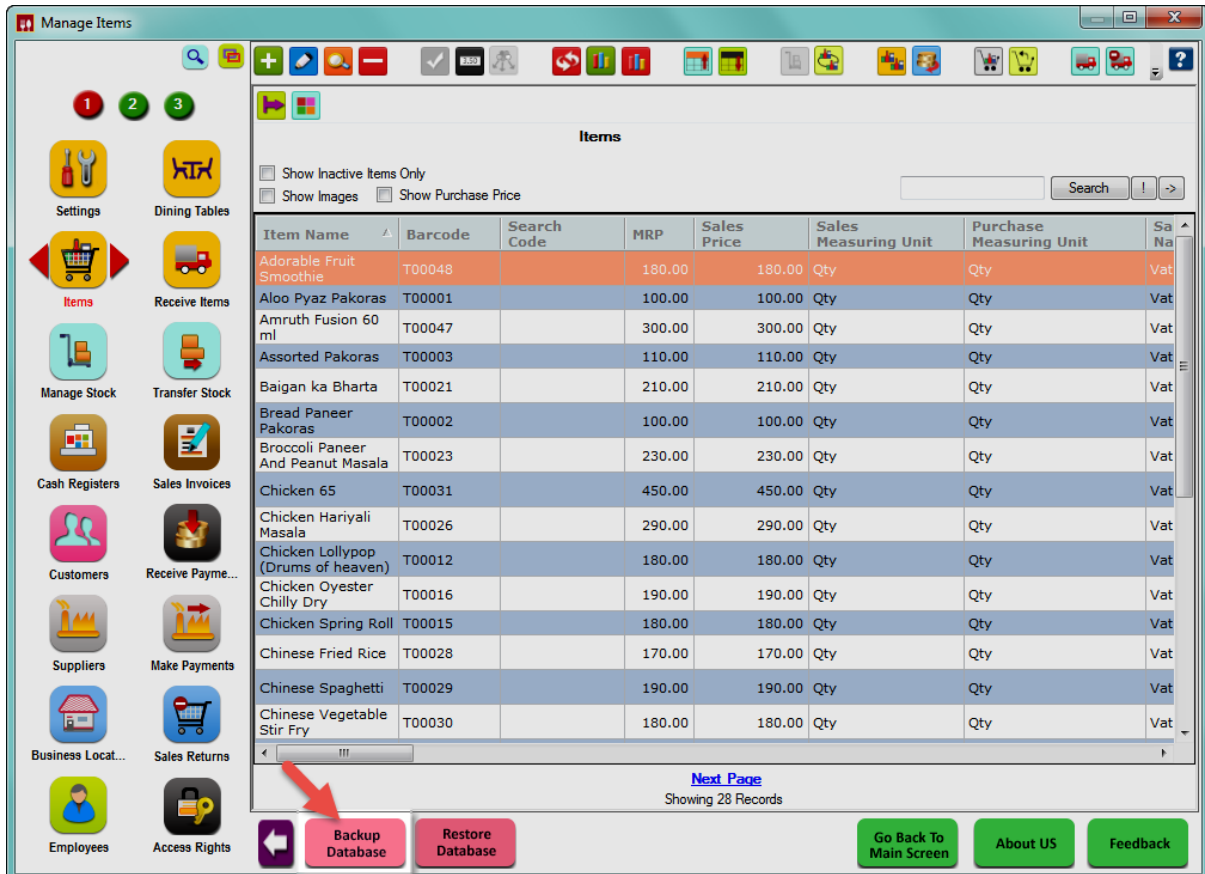 Manage Items
3.50
?
1 2 3
Items
Settings
Dining Tables
Items
Receive Items
Manage Stock
Transfer Stock
Cash Registers
Sales Invoices
Customers
Receive Payme...
Suppliers
Make Payments
Business Locat...
Sales Returns
Employees
Access Rights
Show Inactive Items Only
Show Images
Show Purchase Price
Search
!
->
Item Name Barcode Search Code MRP Sales Price Sales Measuring Unit Purchase Measuring Unit Sa Na
Adorable Fruit Smoothie T00048 180.00 180.00 Qty Qty Vat
Aloo Pyaz Pakoras T00001 100.00 100.00 Qty Qty Vat
Amruth Fusion 60 ml T00047 300.00 300.00 Qty Qty Vat
Assorted Pakoras T00003 110.00 110.00 Qty Qty Vat
Baigan ka Bharta T00021 210.00 210.00 Qty Qty Vat
Bread Paneer Pakoras T00002 100.00 100.00 Qty Qty Vat
Broccoli Paneer And Peanut Masala T00023 230.00 230.00 Qty Qty Vat
Chicken 65 T00031 450.00 450.00 Qty Qty Vat
Chicken Hariyali Masala T00026 290.00 290.00 Qty Qty Vat
Chicken Lollypop (Drums of heaven) T00012 180.00 180.00 Qty Qty Vat
Chicken Oyester Chilly Dry T00016 190.00 190.00 Qty Qty Vat
Chicken Spring Roll T00015 180.00 180.00 Qty Qty Vat
Chinese Fried Rice T00028 170.00 170.00 Qty Qty Vat
Chinese Spaghetti T00029 190.00 190.00 Qty Qty Vat
Chinese Vegetable Stir Fry T00030 180.00 180.00 Qty Qty Vat
Next Page
Showing 28 Records
Backup Database
Restore Database
Go Back To Main Screen
About US
Feedback